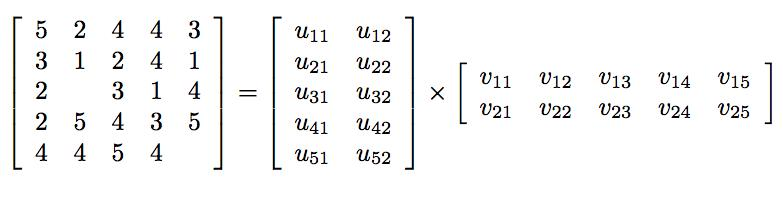 5 2 4 4 3 u₁₁ u₁₂
3 1 2 4 1 u₂₁ u₂₂ v₁₁ v₁₂ v₁₃ v₁₄ v₁₅
2 3 1 4 = u₃₁ u₃₂ × v₂₁ v₂₂ v₂₃ v₂₄ v₂₅
2 5 4 3 5 u₄₁ u₄₂
4 4 5 4 u₅₁ u₅₂